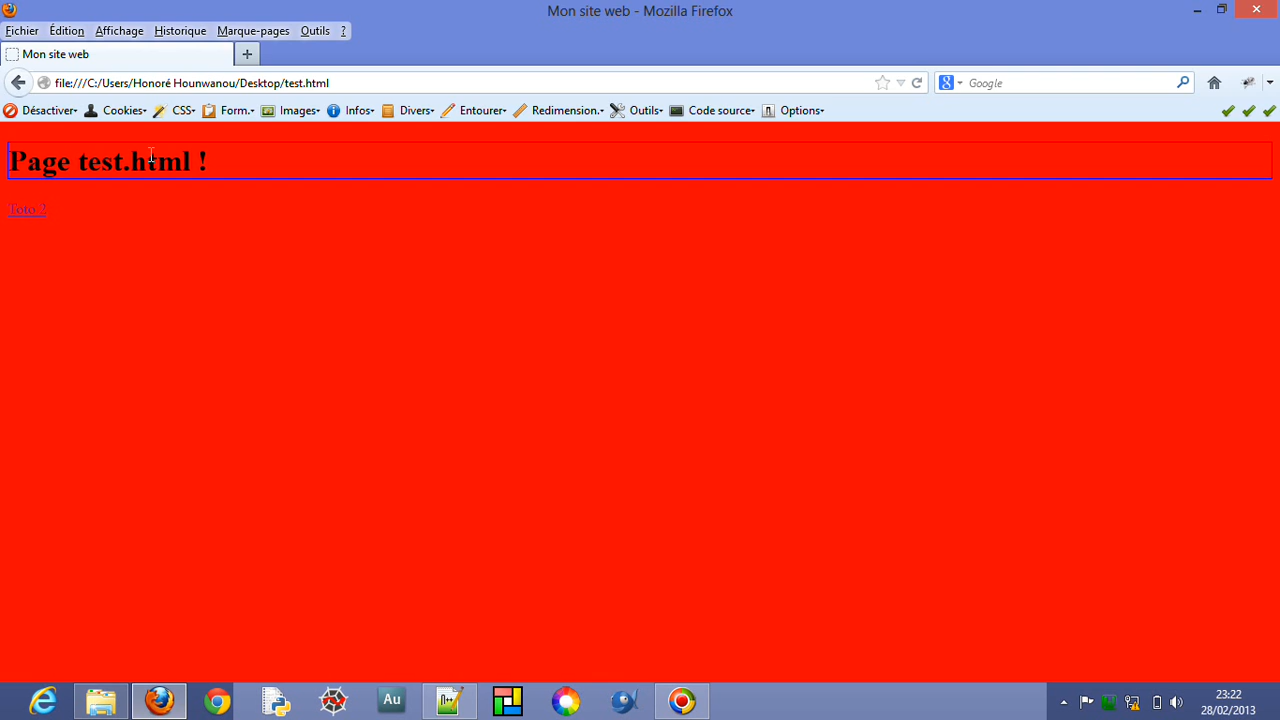 Mon site web - Mozilla Firefox
Fichier Édition Affichage Historique Marque-pages Outils ?
Mon site web
file:///C:/Users/Honoré Hounwanou/Desktop/test.html Google
Désactiver Cookies CSS Form. Images Infos Divers Entourer Redimension. Outils Code source Options
Page test.html !
Toto ?
Au
23:22
28/02/2013